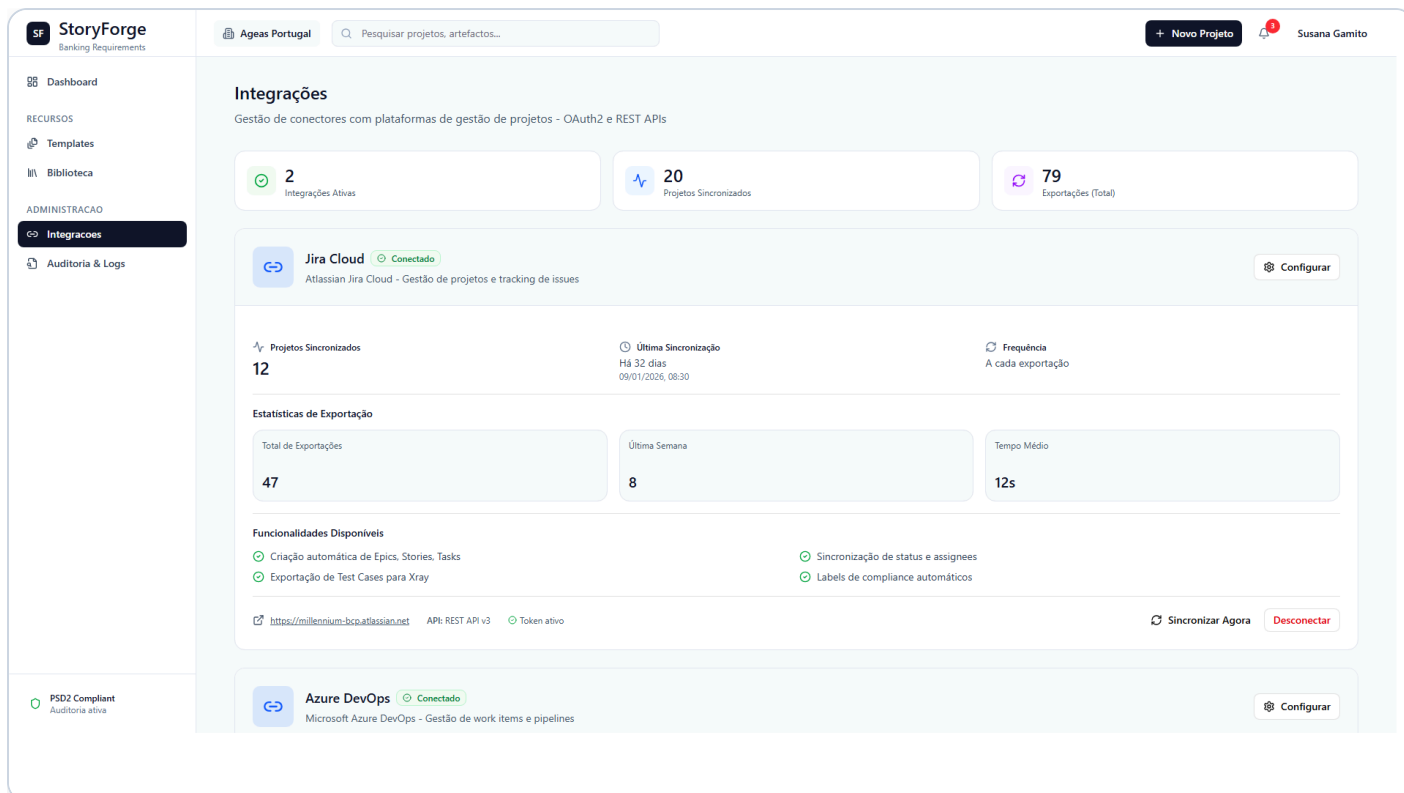 SF
StoryForge
Banking Requirements
Ageas Portugal
Pesquisar projetos, artefactos...
+ Novo Projeto
3
Susana Gamito
Dashboard
RECURSOS
Templates
Biblioteca
ADMINISTRACAO
Integracoes
Auditoria & Logs
PSD2 Compliant
Auditoria ativa
Integrações
Gestão de conectores com plataformas de gestão de projetos - OAuth2 e REST APIs
2
Integrações Ativas
20
Projetos Sincronizados
79
Exportações (Total)
Jira Cloud
Conectado
Atlassian Jira Cloud - Gestão de projetos e tracking de issues
Configurar
Projetos Sincronizados
12
Última Sincronização
Há 32 dias
09/01/2026, 08:30
Frequência
A cada exportação
Estatísticas de Exportação
Total de Exportações
47
Última Semana
8
Tempo Médio
12s
Funcionalidades Disponíveis
Criação automática de Epics, Stories, Tasks
Sincronização de status e assignees
Exportação de Test Cases para Xray
Labels de compliance automáticos
https://millennium-bcp.atlassian.net
API: REST API v3
Token ativo
Sincronizar Agora
Desconectar
Azure DevOps
Conectado
Microsoft Azure DevOps - Gestão de work items e pipelines
Configurar